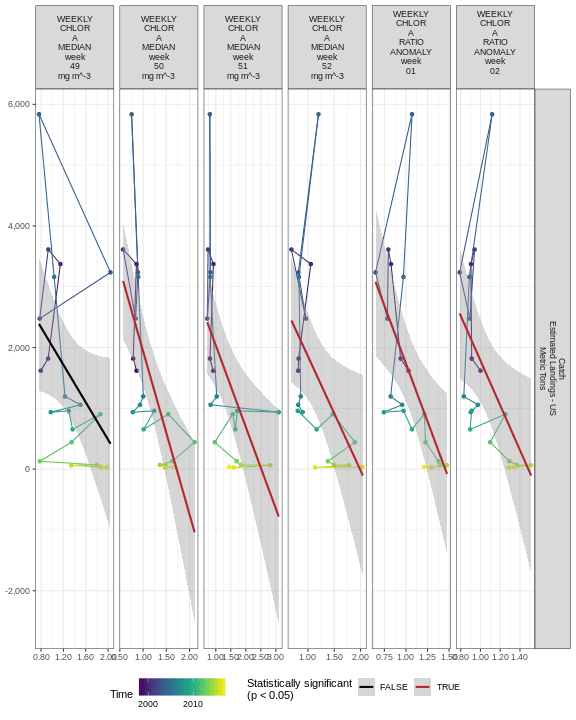 WEEKLY
CHLOR
A
MEDIAN
week
49
mg m^-3
WEEKLY
CHLOR
A
MEDIAN
week
50
mg m^-3
WEEKLY
CHLOR
A
MEDIAN
week
51
mg m^-3
WEEKLY
CHLOR
A
MEDIAN
week
52
mg m^-3
WEEKLY
CHLOR
A
RATIO
ANOMALY
week
01
WEEKLY
CHLOR
A
RATIO
ANOMALY
week
02
6,000
4,000
2,000
0
-2,000
Catch
Estimated Landings - US
Metric Tons
0.80 1.20 1.60 2.00
0.50 1.00 1.50 2.00
1.00 1.50 2.00 2.50 3.00
1.00 1.50 2.00
0.75 1.00 1.25 1.50
0.80 1.00 1.20 1.40
Time
2000 2010
Statistically significant
(p < 0.05)
FALSE
TRUE